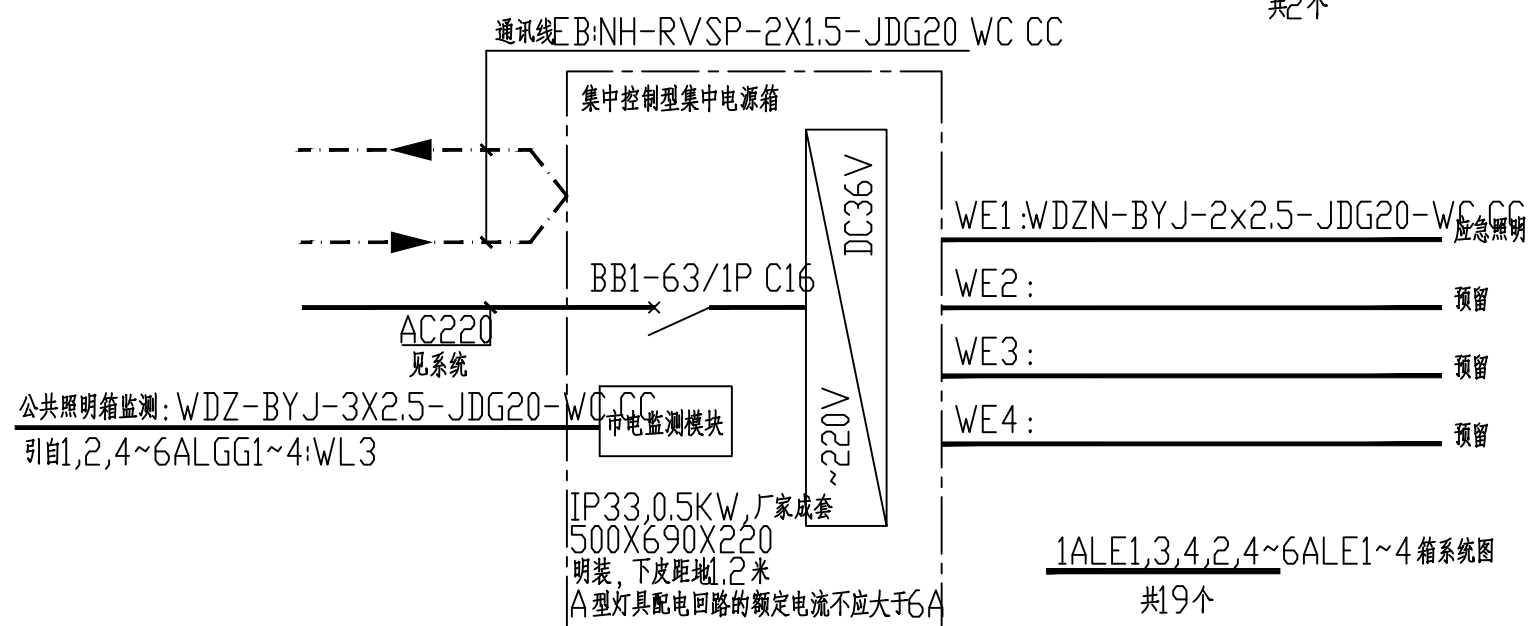 共2个
通讯线EB:NH-RVSP-2X1.5-JDG20 WC CC
集中控制型集中电源箱
DC36V
~220V
WE1:WDZN-BYJ-2x2.5-JDG20-WC CC
应急照明
BB1-63/1P C16
WE2:
预留
AC220
见系统
WE3:
预留
公共照明箱监测:WDZ-BYJ-3X2.5-JDG20-WC CC
市电监测模块
WE4:
预留
引自1,2,4~6ALGG1~4:WL3
IP33,0.5KW,厂家成套
500X690X220
明装,下皮距地1.2米
A型灯具配电回路的额定电流不应大于6A
1ALE1,3,4,2,4~6ALE1~4箱系统图
共19个